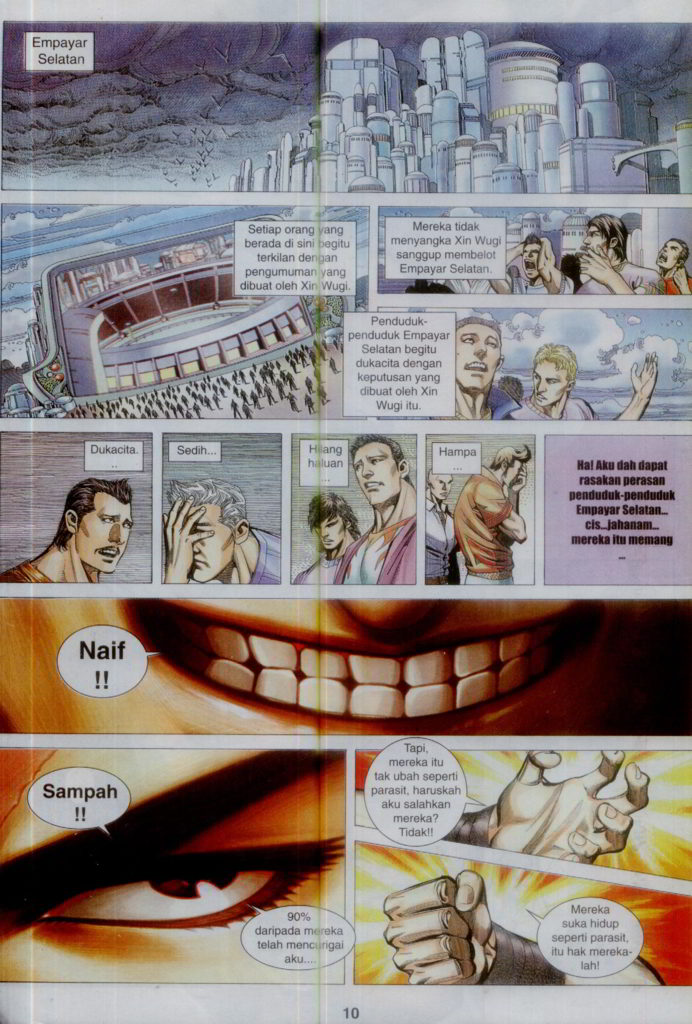 Empayar
Selatan
Setiap orang yang
berada di sini begitu
terkilan dengan
pengumuman yang
dibuat oleh Xin Wugi.
Mereka tidak
menyangka Xin Wugi
sanggup membelot
Empayar Selatan.
Penduduk-
penduduk Empayar
Selatan begitu
dukacita dengan
keputusan yang
dibuat oleh Xin
Wugi itu.
Dukacita.
..
Sedih...
Hilang
haluan
...
Hampa
...
Ha! Aku dah dapat
rasakan perasan
penduduk-penduduk
Empayar Selatan...
cis...jahanam...
mereka itu memang
...
Naif
!!
Sampah
!!
90%
daripada mereka
telah mencurigai
aku....
Tapi,
mereka itu
tak ubah seperti
parasit, haruskah
aku salahkan
mereka?
Tidak!!
Mereka
suka hidup
seperti parasit,
itu hak mereka-
lah!
10